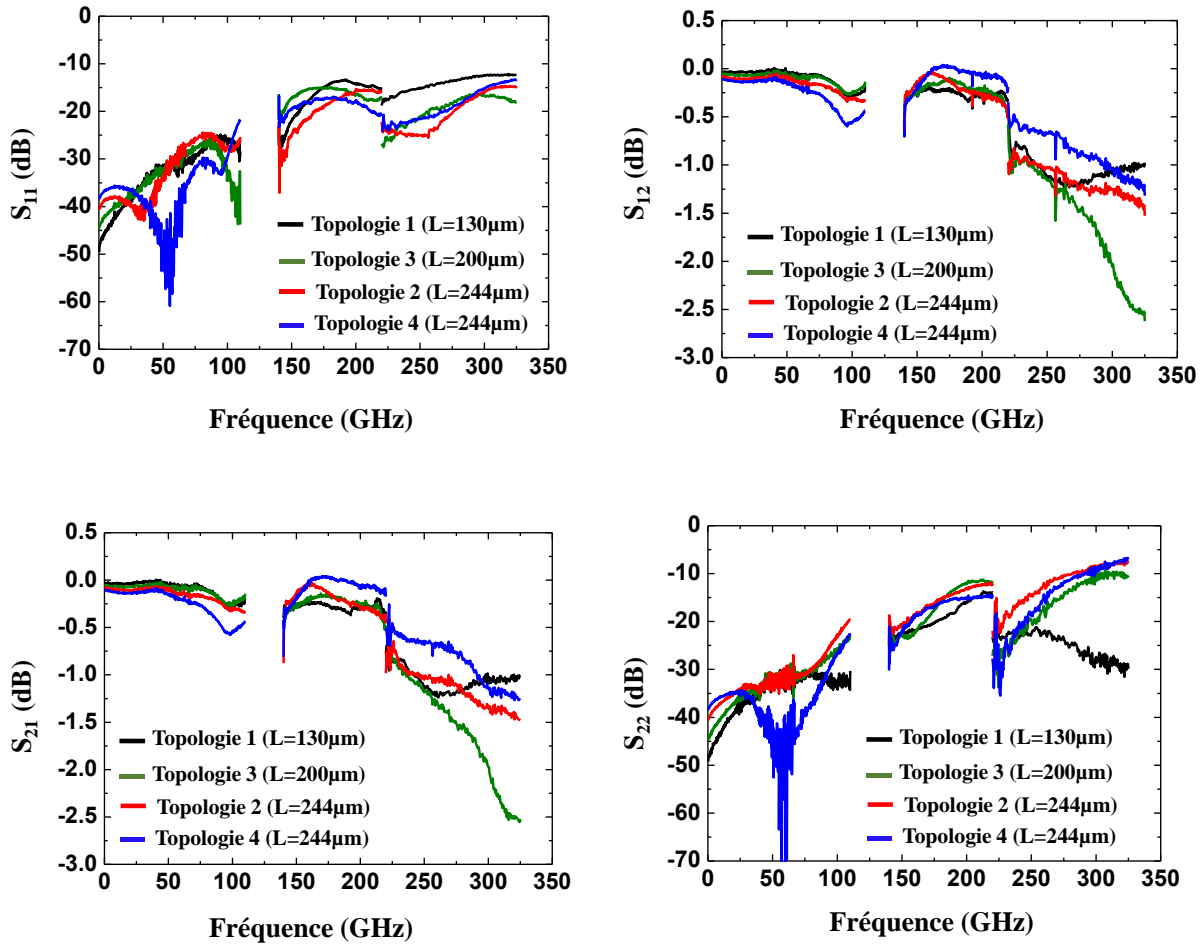 0
-10
-20
-30
-40
-50
-60
-70
S11 (dB)
0 50 100 150 200 250 300 350
Fréquence (GHz)
Topologie 1 (L=130µm)
Topologie 3 (L=200µm)
Topologie 2 (L=244µm)
Topologie 4 (L=244µm)
0.5
0.0
-0.5
-1.0
-1.5
-2.0
-2.5
-3.0
S12 (dB)
0 50 100 150 200 250 300 350
Fréquence (GHz)
Topologie 1 (L=130µm)
Topologie 3 (L=200µm)
Topologie 2 (L=244µm)
Topologie 4 (L=244µm)
0.5
0.0
-0.5
-1.0
-1.5
-2.0
-2.5
-3.0
S21 (dB)
0 50 100 150 200 250 300 350
Fréquence (GHz)
Topologie 1 (L=130µm)
Topologie 3 (L=200µm)
Topologie 2 (L=244µm)
Topologie 4 (L=244µm)
0
-10
-20
-30
-40
-50
-60
-70
S22 (dB)
0 50 100 150 200 250 300 350
Fréquence (GHz)
Topologie 1 (L=130µm)
Topologie 3 (L=200µm)
Topologie 2 (L=244µm)
Topologie 4 (L=244µm)